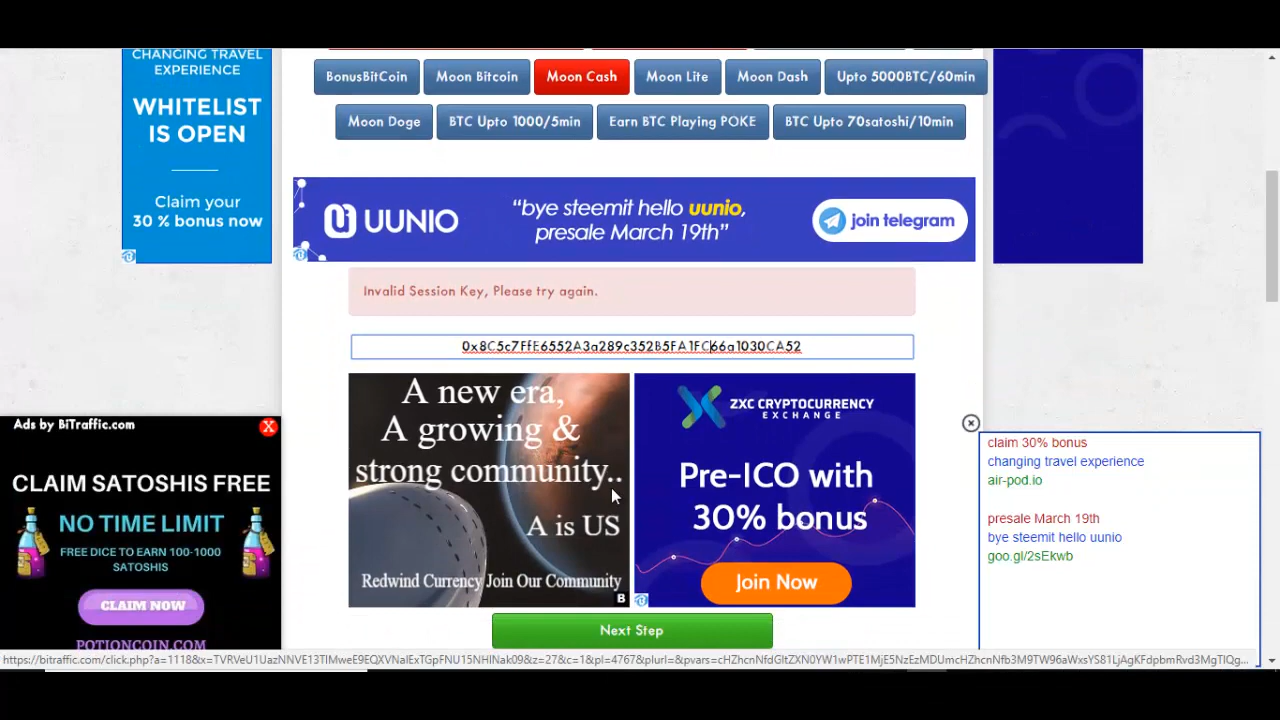 CHANGING TRAVEL
EXPERIENCE
WHITELIST
IS OPEN
Claim your
30 % bonus now
BonusBitCoin
Moon Bitcoin
Moon Cash
Moon Lite
Moon Dash
Upto 5000BTC/60min
Moon Doge
BTC Upto 1000/5min
Earn BTC Playing POKE
BTC Upto 70satoshi/10min
UUNIO
"bye steemit hello uunio,
presale March 19th"
join telegram
Invalid Session Key, Please try again.
0x8C5c7FfE6552A3a289c352B5FA1FC66a1030CA52
A new era,
A growing &
strong community..
A is US
Redwind Currency Join Our Community
B
ZXC CRYPTOCURRENCY
EXCHANGE
Pre-ICO with
30% bonus
Join Now
Next Step
Ads by BiTraffic.com
X
CLAIM SATOSHIS FREE
NO TIME LIMIT
FREE DICE TO EARN 100-1000
SATOSHIS
CLAIM NOW
POTIONCOIN.COM
claim 30% bonus
changing travel experience
air-pod.io
presale March 19th
bye steemit hello uunio
goo.gl/2sEkwb